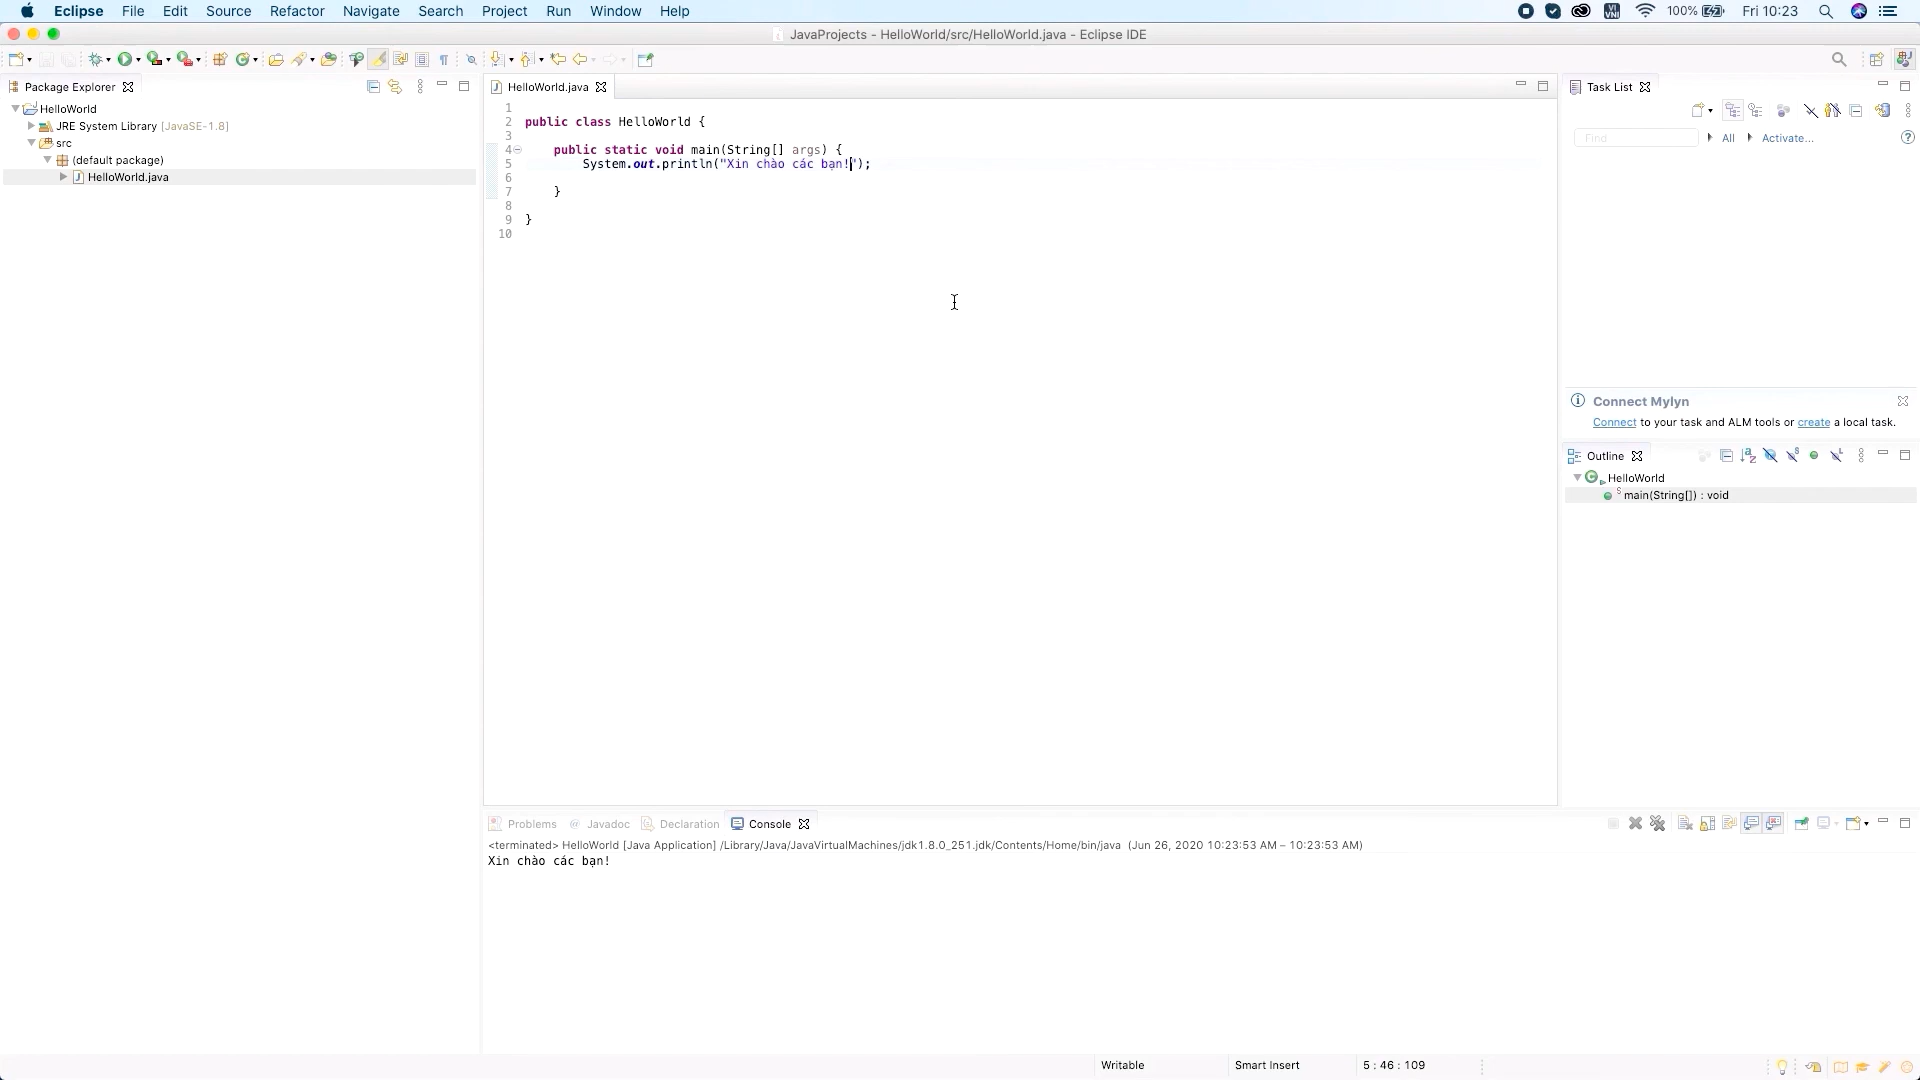 Eclipse File Edit Source Refactor Navigate Search Project Run Window Help
VI VNI 100% Fri 10:23
JavaProjects - HelloWorld/src/HelloWorld.java - Eclipse IDE
Package Explorer
HelloWorld
JRE System Library [JavaSE-1.8]
src
(default package)
HelloWorld.java
HelloWorld.java
1
2 public class HelloWorld {
3
4 public static void main(String[] args) {
5 System.out.println("Xin chào các bạn!");
6
7 }
8
9 }
10
Task List
Find All Activate...
Connect Mylyn
Connect to your task and ALM tools or create a local task.
Outline
HelloWorld
main(String[]) : void
Problems @ Javadoc Declaration Console
<terminated> HelloWorld [Java Application] /Library/Java/JavaVirtualMachines/jdk1.8.0_251.jdk/Contents/Home/bin/java (Jun 26, 2020 10:23:53 AM – 10:23:53 AM)
Xin chào các bạn!
Writable Smart Insert 5 : 46 : 109